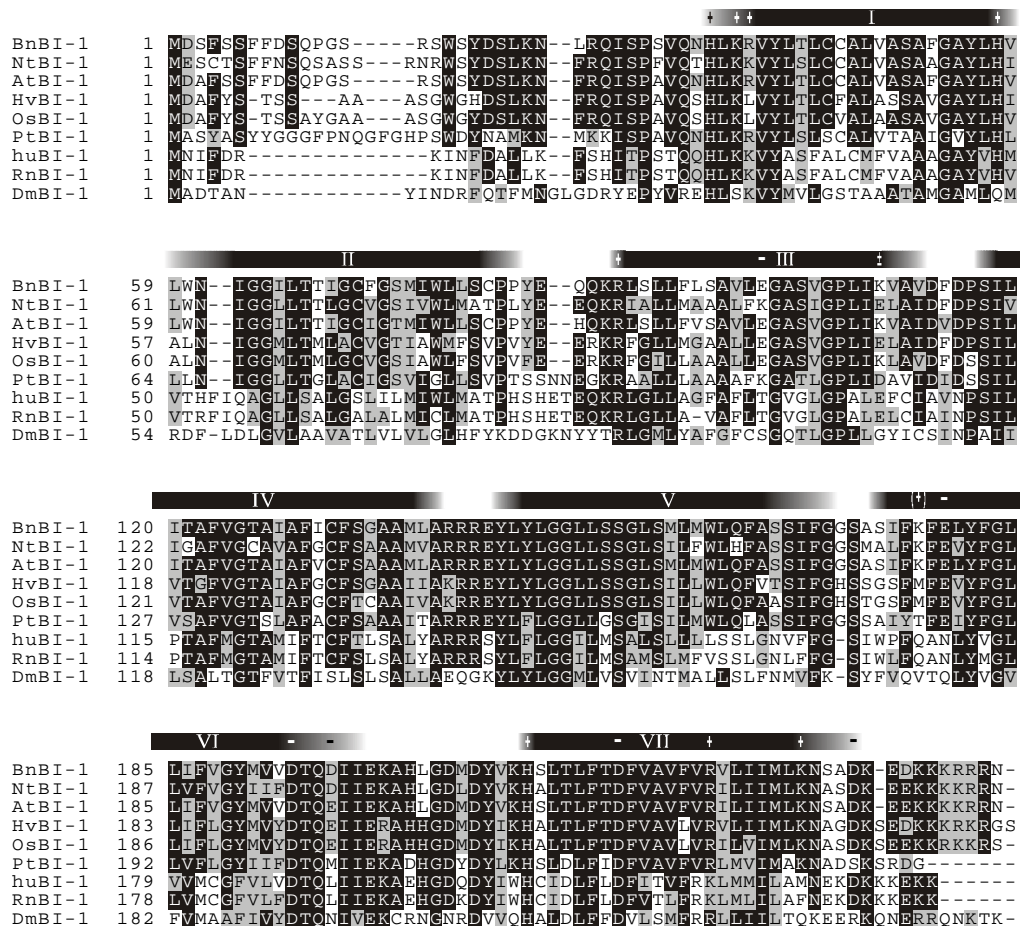 + ++ I +
BnBI-1 1 MDSFSSFFDSQPGS-----RSWSYDSLKN--LRQISPSVQNHLKRVYLTLCCALVASAFGAYLHV
NtBI-1 1 MESCTSFFNSQSASS----RNRWSYDSLKN--FRQISPFVQTHLKKVYLSLCCALVASAAGAYLHI
AtBI-1 1 MDAFSSFFDSQPGS-----RSWSYDSLKN--FRQISPAVQNHLKRVYLTLCCALVASAFGAYLHV
HvBI-1 1 MDAFYS-TSS---AA---ASGWGHDSLKN--FRQISPAVQSHLKLVYLTLCFALASSAVGAYLHI
OsBI-1 1 MDAFYS-TSSAYGAA---ASGWGYDSLKN--FRQISPAVQSHLKLVYLTLCVALAASAVGAYLHV
PtBI-1 1 MASYASYYGGGFPNQGFGHPSWDYNAMKN--MKKISPAVQNHLKRVYLSLSCALVTAAIGVYLHL
huBI-1 1 MNIFDR------------KINFDALLK--FSHITPSTQQHLKKVYASFALCMFVAAAGAYVHM
RnBI-1 1 MNIFDR------------KINFDALLK--FSHITPSTQQHLKKVYASFALCMFVAAAGAYVHV
DmBI-1 1 MADTAN------------YINDRFQTFMNGLGDRYEPYVREHLSKVYMVLGSTAAATAMGAMLQM
II + - III ±
BnBI-1 59 LWN--IGGILTTIGCFGSMIWLLSCPPYE--QQKRLSLLFLSAVLEGASVGPLIKVAVDFDPSIL
NtBI-1 61 LWN--IGGLLTTLGCVGSIVWLMATPLYE--EQKRIALLMAAALFKGASIGPLIELAIDFDPSIV
AtBI-1 59 LWN--IGGILTTIGCIGTMIWLLSCPPYE--HQKRLSLLFVSAVLEGASVGPLIKVAIDVDPSIL
HvBI-1 57 ALN--IGGMLTMLACVGTIAWMFSVPVYE--ERKRFGLLMGAALLEGASVGPLIELAIDFDPSIL
OsBI-1 60 ALN--IGGMLTMLGCVGSIAWLFSVPVFE--ERKRFGILLAAALLEGASVGPLIKLAVDFDSSIL
PtBI-1 64 LLN--IGGLLTGLACIGSVIGLLSVPTSSNNEGKRAALLLAAAAFKGATLGPLIDAVIDIDSSIL
huBI-1 50 VTHFIQAGLLSALGSLILMIWLMATPHSHETEQKRLGLLAGFAFLTGVGLGPALEFCIAVNPSIL
RnBI-1 50 VTRFIQAGLLSALGALALMICLMATPHSHETEQKRLGLLA-VAFLTGVGLGPALELCIAINPSIL
DmBI-1 54 RDF-LDLGVLAAVATLVLVLGLHFYKDDGKNYYTRLGMLYAFGFCSGQTLGPLLGYICSINPAII
IV V (+) -
BnBI-1 120 ITAFVGTAIAFICFSGAAMLARRREYLYLGGLLSSGLSMLMWLQFASSIFGGSASIFKFELYFGL
NtBI-1 122 IGAFVGCAVAFGCFSAAAMVARRREYLYLGGLLSSGLSILFWLHFASSIFGGSMALFKFEVYFGL
AtBI-1 120 ITAFVGTAIAFVCFSAAAMLARRREYLYLGGLLSSGLSMLMWLQFASSIFGGSASIFKFELYFGL
HvBI-1 118 VTGFVGTAIAFGCFSGAAIIAKRREYLYLGGLLSSGLSILLWLQFVTSIFGHSSGSFMFEVYFGL
OsBI-1 121 VTAFVGTAIAFGCFTCAAIVAKRREYLYLGGLLSSGLSILLWLQFAASIFGHSTGSFMFEVYFGL
PtBI-1 127 VSAFVGTSLAFACFSAAAITARRREYLFLGGLLGSGISILMWLQLASSIFGGSSAIYTFEIYFGL
huBI-1 115 PTAFMGTAMIFTCFTLSALYARRRSYLFLGGILMSALSLLLLSSLGNVFFG-SIWPFQANLYVGL
RnBI-1 114 PTAFMGTAMIFTCFSLSALYARRRSYLFLGGILMSAMSLMFVSSLGNLFFG-SIWLFQANLYMGL
DmBI-1 118 LSALTGTFVTFISLSLSALLAEQGKYLYLGGMLVSVINTMALLSLFNMVFK-SYFVQVTQLYVGV
VI - - + - VII + + -
BnBI-1 185 LIFVGYMVVDTQDIIEKAHLGDMDYVKHSLTLFTDFVAVFVRVLIIMLKNSADK-EDKKKRRRN-
NtBI-1 187 LVFVGYIIFDTQDIIEKAHLGDLDYVKHALTLFTDFVAVFVRILIIMLKNASDK-EEKKKKRRN-
AtBI-1 185 LIFVGYMVVDTQEIIEKAHLGDMDYVKHSLTLFTDFVAVFVRILIIMLKNSADK-EEKKKKRRN-
HvBI-1 183 LIFLGYMVYDTQEIIERAHHGDMDYIKHALTLFTDFVAVLVRVLIIMLKNAGDKSEDKKKRKRGS
OsBI-1 186 LIFLGYMVYDTQEIIERAHHGDMDYIKHALTLFTDFVAVLVRILVIMLKNASDKSEEKKRKKRS-
PtBI-1 192 LVFLGYIIFDTQMIIEKADHGDYDYLKHSLDLFIDFVAVFVRLMVIMAKNADSKSRDG-------
huBI-1 179 VVMCGFVLVDTQLIIEKAEHGDQDYIWHCIDLFLDFITVFRKLMMILAMNEKDKKKEKK------
RnBI-1 178 LVMCGFVLFDTQLIIEKAEHGDKDYIWHCIDLFLDFVTLFRKLMLILAFNEKDKKKEKK------
DmBI-1 182 FVMAAFIVYDTQNIVEKCRNGNRDVVQHALDLFFDVLSMFRRLLIILTQKEERKQNERRQNKTK-